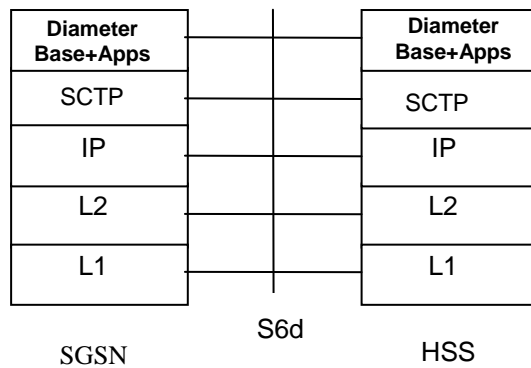 Diameter
Base+Apps
SCTP
IP
L2
L1
SGSN
S6d
Diameter
Base+Apps
SCTP
IP
L2
L1
HSS